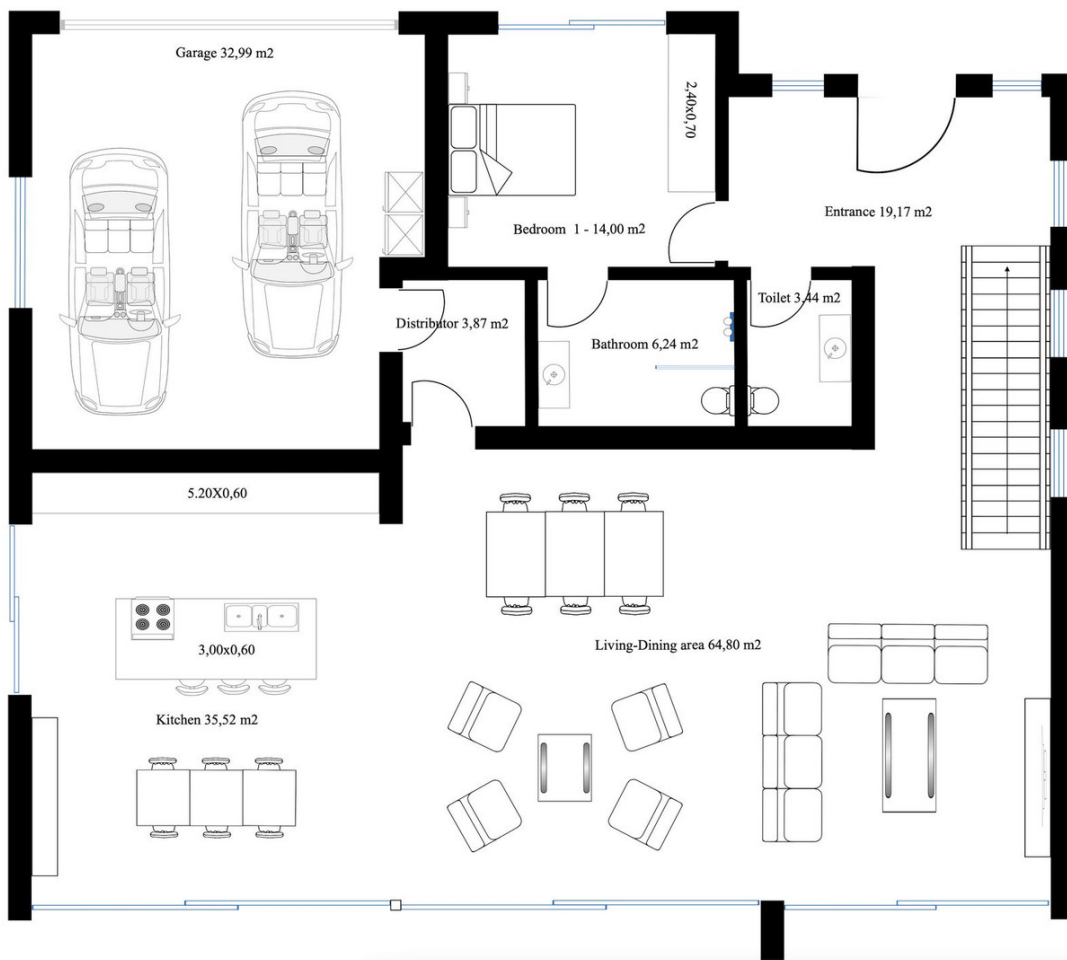 Garage 32,99 m2
2,40x0,70
Entrance 19,17 m2
Bedroom 1 - 14,00 m2
Toilet 3,44 m2
Distributor 3,87 m2
Bathroom 6,24 m2
5.20X0,60
Living-Dining area 64,80 m2
3,00x0,60
Kitchen 35,52 m2